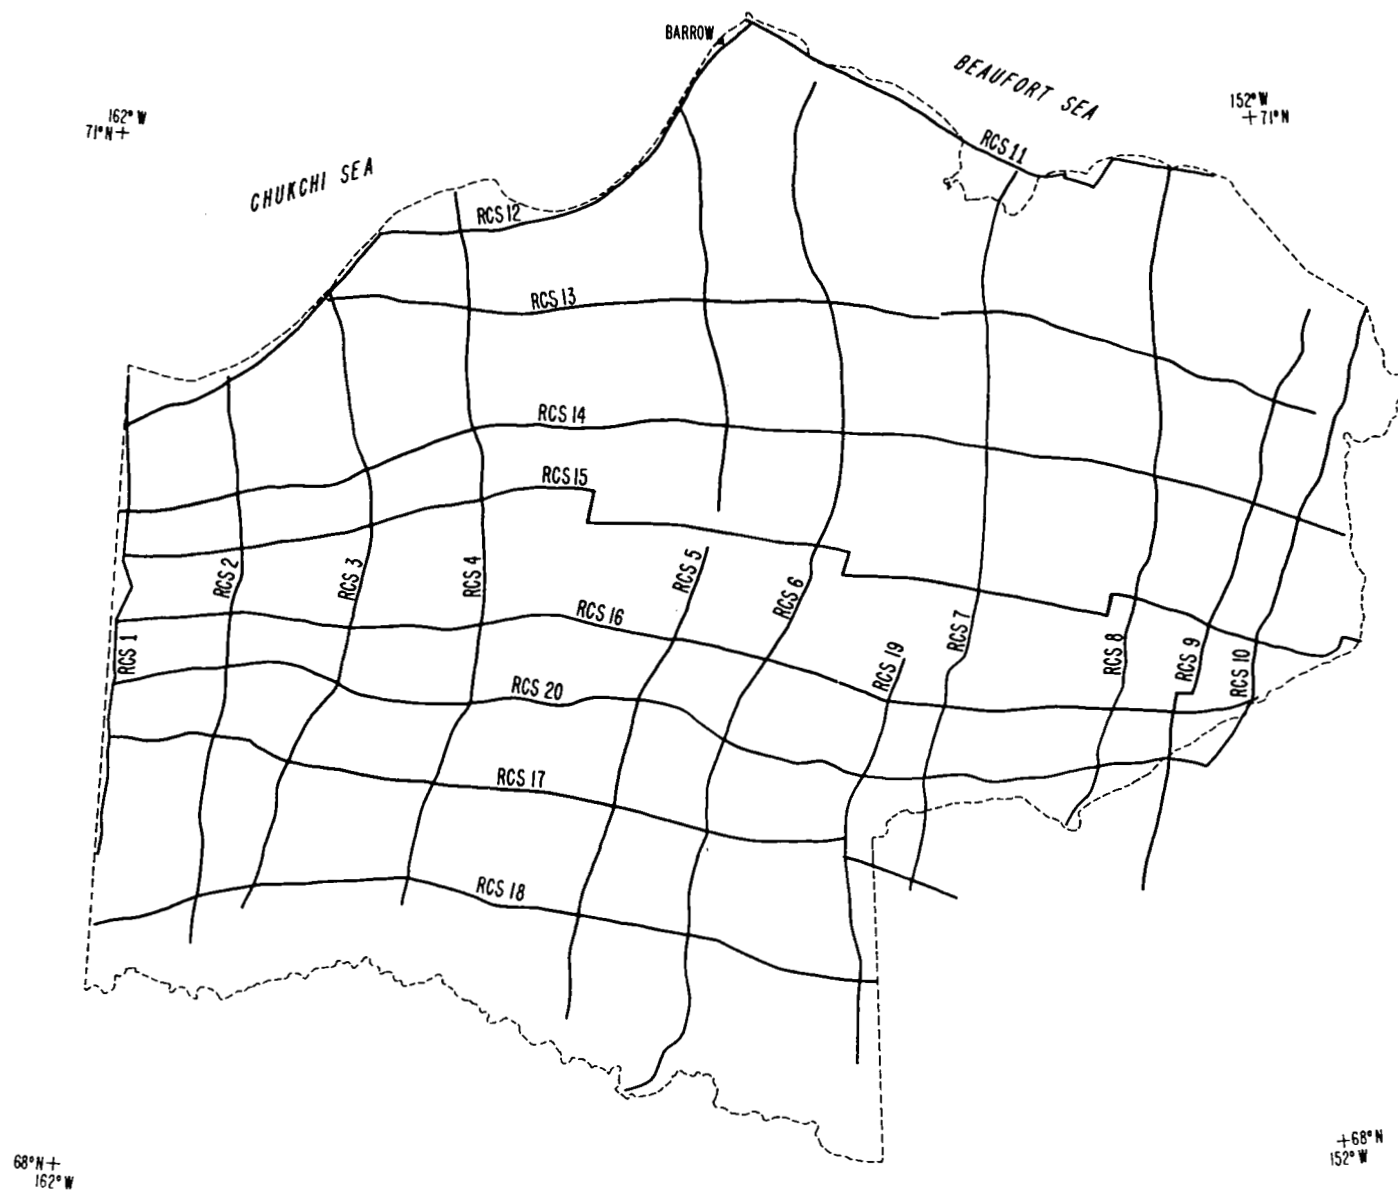 BARROW
BEAUFORT SEA
152° W
+71° N
162° W
71° N+
RCS 11
CHUKCHI SEA
RCS 12
RCS 13
RCS 14
RCS 15
RCS 2
RCS 3
RCS 4
RCS 5
RCS 6
RCS 16
RCS 7
RCS 1
RCS 19
RCS 8
RCS 9
RCS 10
RCS 20
RCS 17
RCS 18
+68° N
152° W
68° N+
162° W